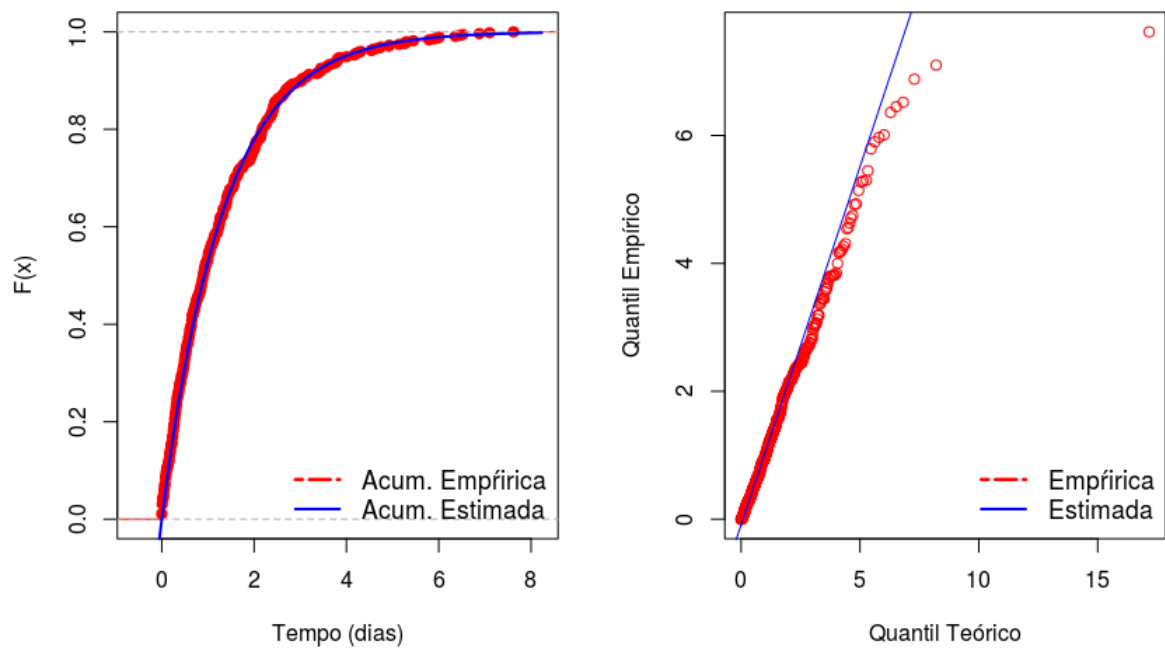 F(x)
0.0
0.2
0.4
0.6
0.8
1.0
Acum. Empŕirica
Acum. Estimada
0
2
4
6
8
Tempo (dias)
Quantil Empírico
0
2
4
6
Empŕirica
Estimada
0
5
10
15
Quantil Teórico